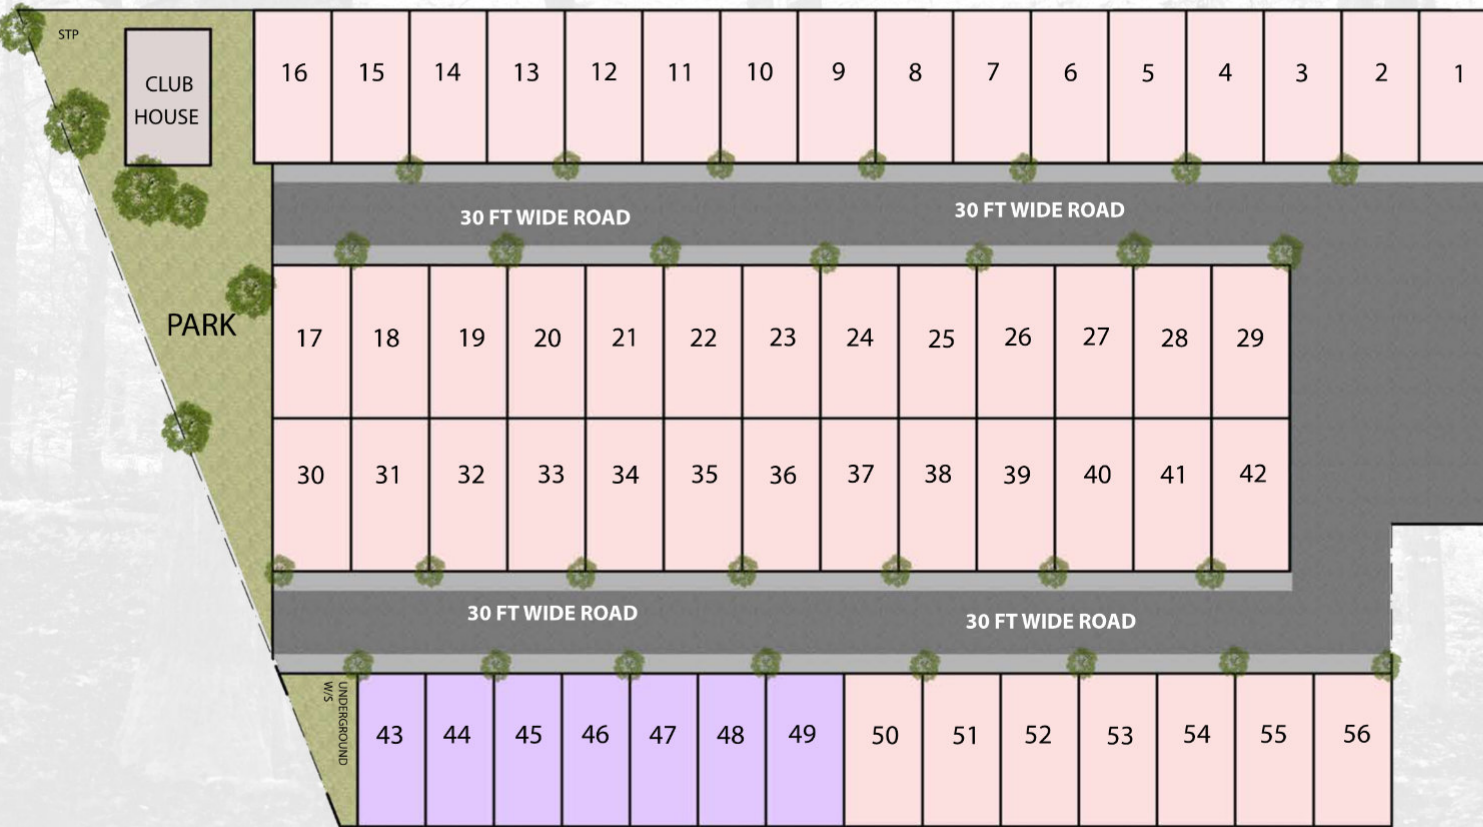 STP
CLUB
HOUSE
16 15 14 13 12 11 10 9 8 7 6 5 4 3 2 1
30 FT WIDE ROAD 30 FT WIDE ROAD
PARK
17 18 19 20 21 22 23 24 25 26 27 28 29
30 31 32 33 34 35 36 37 38 39 40 41 42
30 FT WIDE ROAD 30 FT WIDE ROAD
UNDERGROUND
W/S
43 44 45 46 47 48 49 50 51 52 53 54 55 56